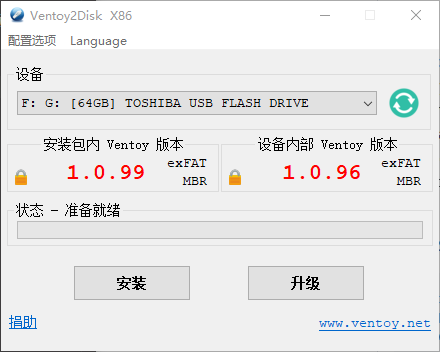 Ventoy2Disk X86
配置选项 Language
设备
F: G: [64GB] TOSHIBA USB FLASH DRIVE
安装包内 Ventoy 版本
1.0.99
exFAT
MBR
设备内部 Ventoy 版本
1.0.96
exFAT
MBR
状态 - 准备就绪
安装 升级
捐助 www.ventoy.net